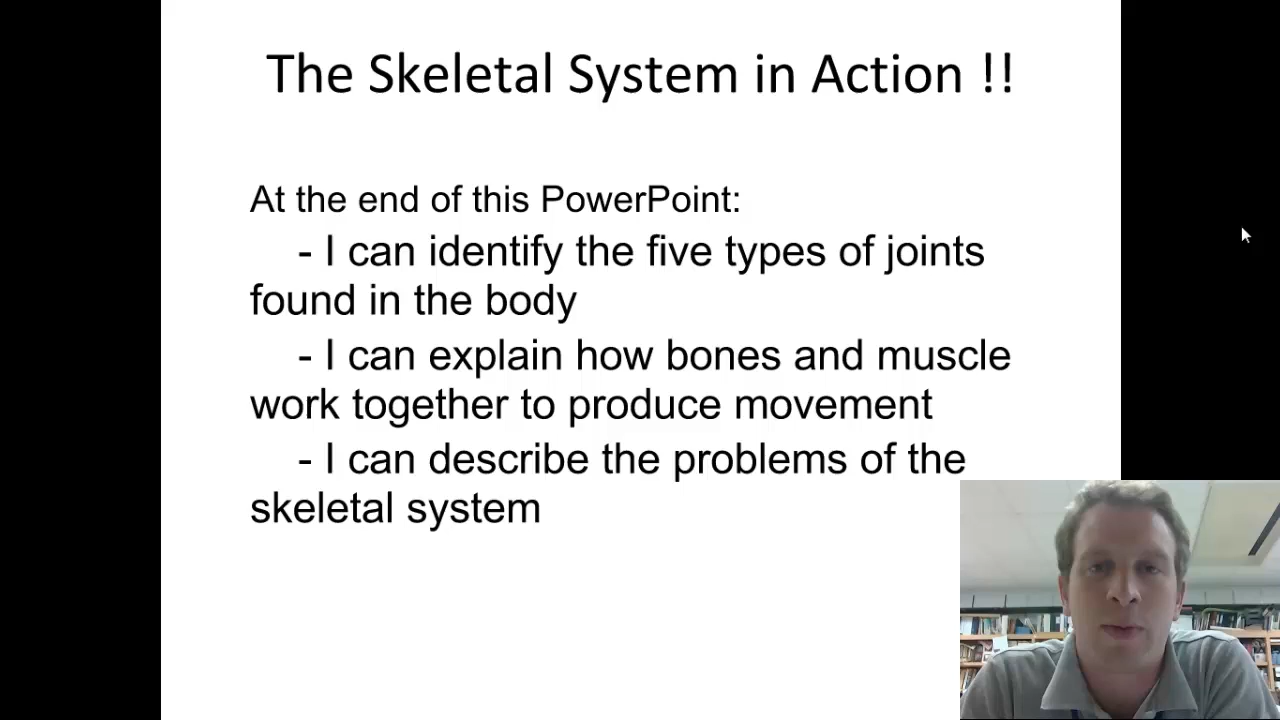 The Skeletal System in Action !!
At the end of this PowerPoint:
- I can identify the five types of joints
found in the body
- I can explain how bones and muscle
work together to produce movement
- I can describe the problems of the
skeletal system